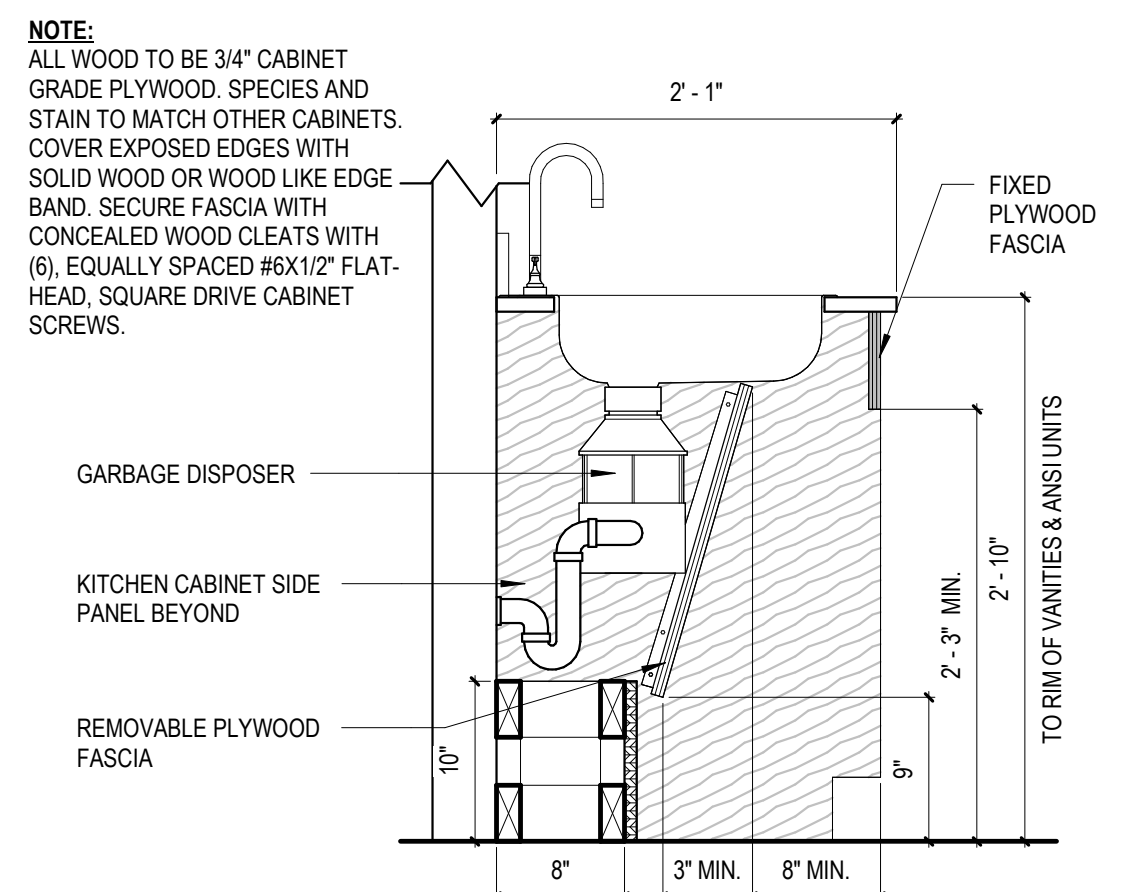 NOTE:
ALL WOOD TO BE 3/4" CABINET
GRADE PLYWOOD. SPECIES AND
STAIN TO MATCH OTHER CABINETS.
COVER EXPOSED EDGES WITH
SOLID WOOD OR WOOD LIKE EDGE
BAND. SECURE FASCIA WITH
CONCEALED WOOD CLEATS WITH
(6), EQUALLY SPACED #6X1/2" FLAT-
HEAD, SQUARE DRIVE CABINET
SCREWS.
2' - 1"
FIXED
PLYWOOD
FASCIA
GARBAGE DISPOSER
KITCHEN CABINET SIDE
PANEL BEYOND
REMOVABLE PLYWOOD
FASCIA
10"
9"
2' - 3" MIN.
2' - 10"
TO RIM OF VANITIES & ANSI UNITS
8"
3" MIN.
8" MIN.